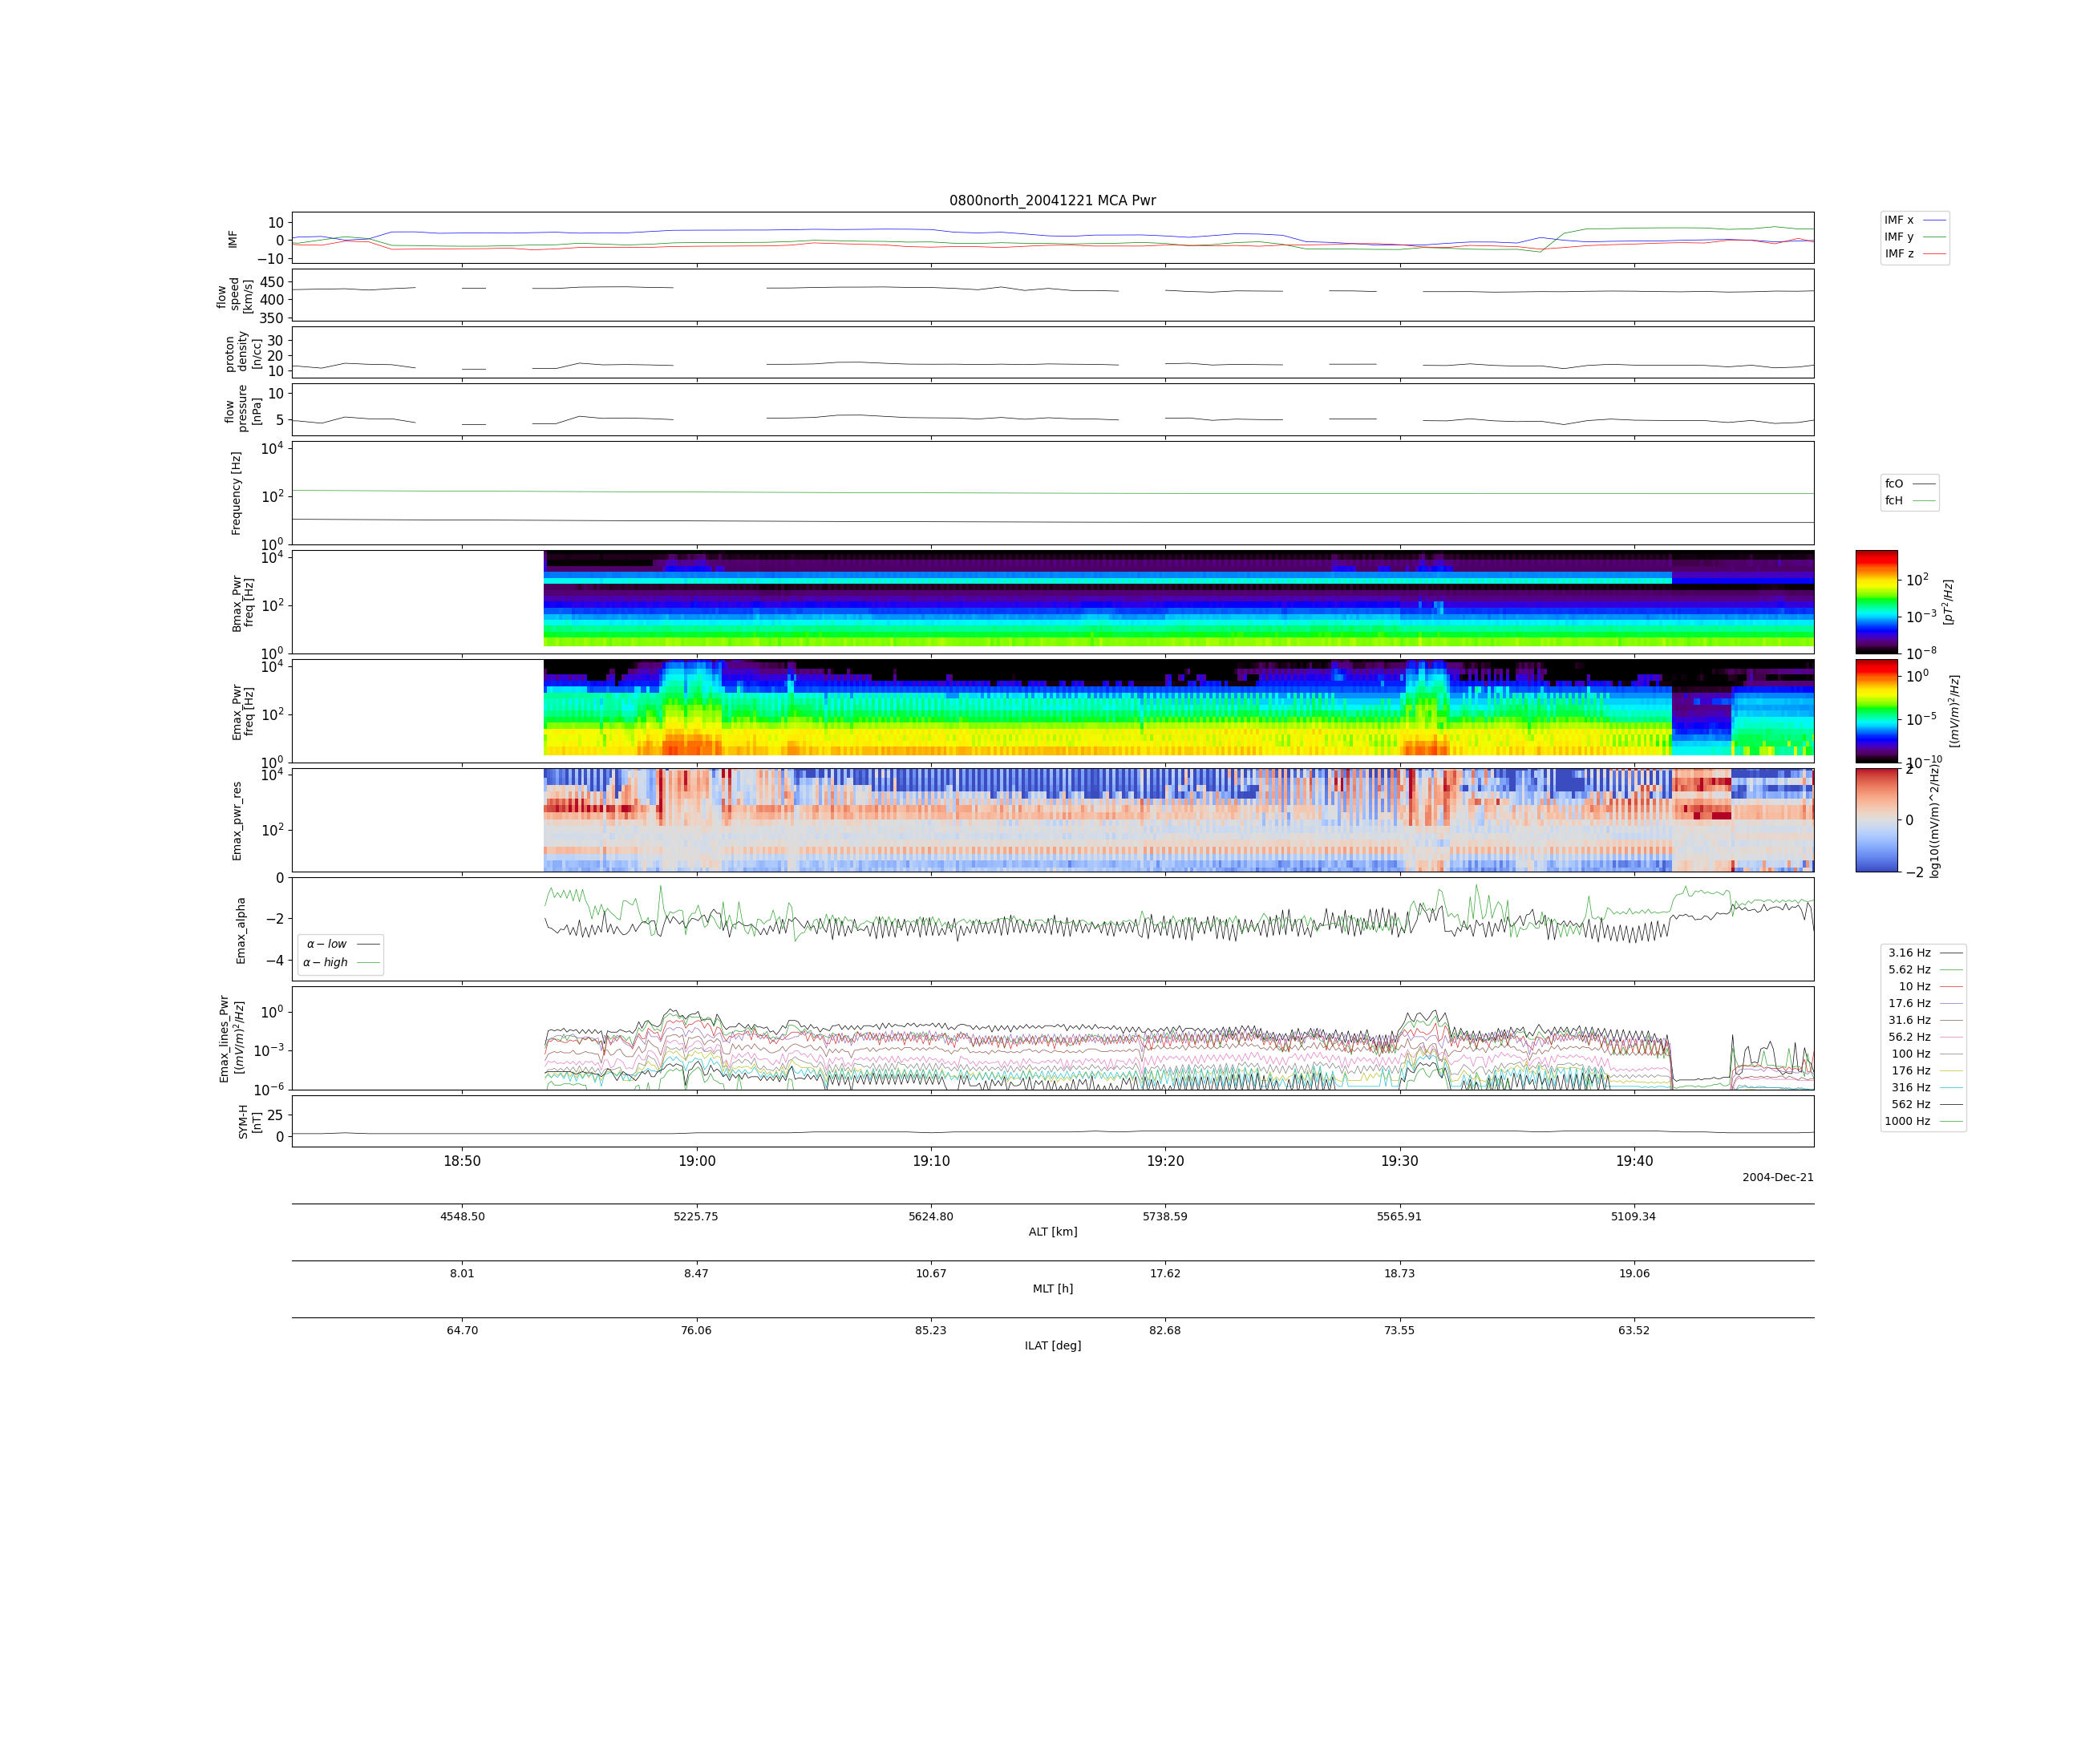 0800north_20041221 MCA Pwr
IMF
10
0
−10
IMF x
IMF y
IMF z
flow
speed
[km/s]
450
400
350
proton
density
[n/cc]
30
20
10
flow
pressure
[nPa]
10
5
Frequency [Hz]
10^4
10^2
10^0
fcO
fcH
Bmax_Pwr
freq [Hz]
10^4
10^2
10^0
10^2
10^−3
10^−8
[pT^2/Hz]
Emax_Pwr
freq [Hz]
10^4
10^2
10^0
10^0
10^−5
10^−10
[(mV/m)^2/Hz]
Emax_pwr_res
10^4
10^2
2
0
−2
log10((mV/m)^2/Hz)
Emax_alpha
0
−2
−4
α − low
α − high
Emax_lines_Pwr
[(mV/m)^2/Hz]
10^0
10^−3
10^−6
3.16 Hz
5.62 Hz
10 Hz
17.6 Hz
31.6 Hz
56.2 Hz
100 Hz
176 Hz
316 Hz
562 Hz
1000 Hz
SYM-H
[nT]
25
0
18:50 19:00 19:10 19:20 19:30 19:40
2004-Dec-21
4548.50 5225.75 5624.80 5738.59 5565.91 5109.34
ALT [km]
8.01 8.47 10.67 17.62 18.73 19.06
MLT [h]
64.70 76.06 85.23 82.68 73.55 63.52
ILAT [deg]